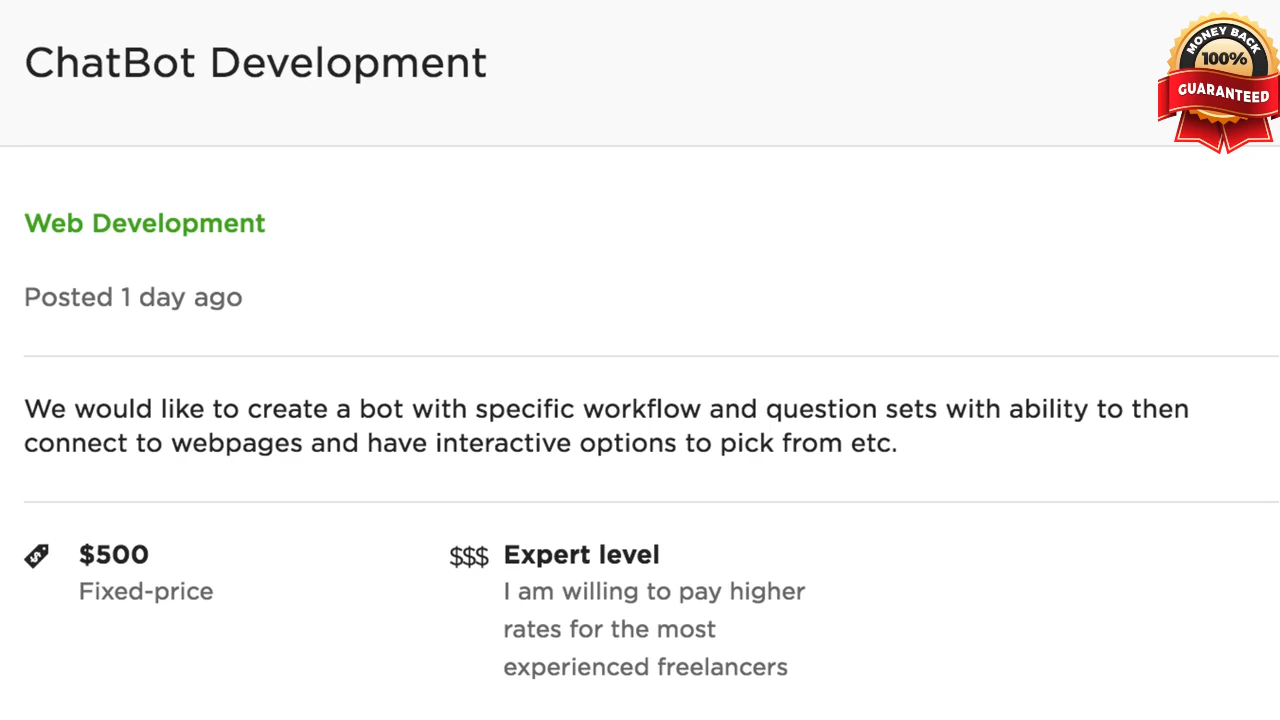 ChatBot Development
MONEY BACK
100%
GUARANTEED
Web Development
Posted 1 day ago
We would like to create a bot with specific workflow and question sets with ability to then
connect to webpages and have interactive options to pick from etc.
$500
Fixed-price
$$$ Expert level
I am willing to pay higher
rates for the most
experienced freelancers